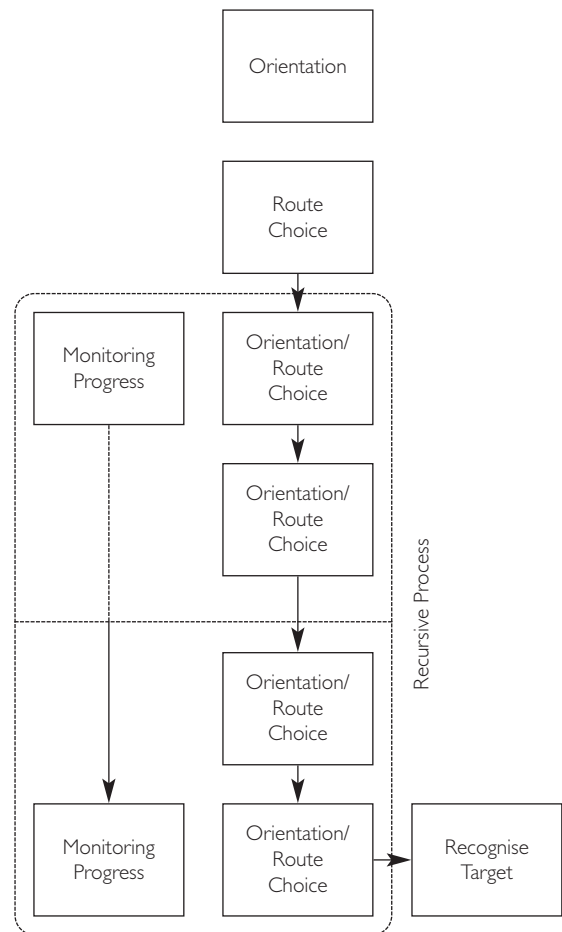 Orientation
Route
Choice
Monitoring
Progress
Orientation/
Route
Choice
Orientation/
Route
Choice
Recursive Process
Orientation/
Route
Choice
Monitoring
Progress
Orientation/
Route
Choice
Recognise
Target